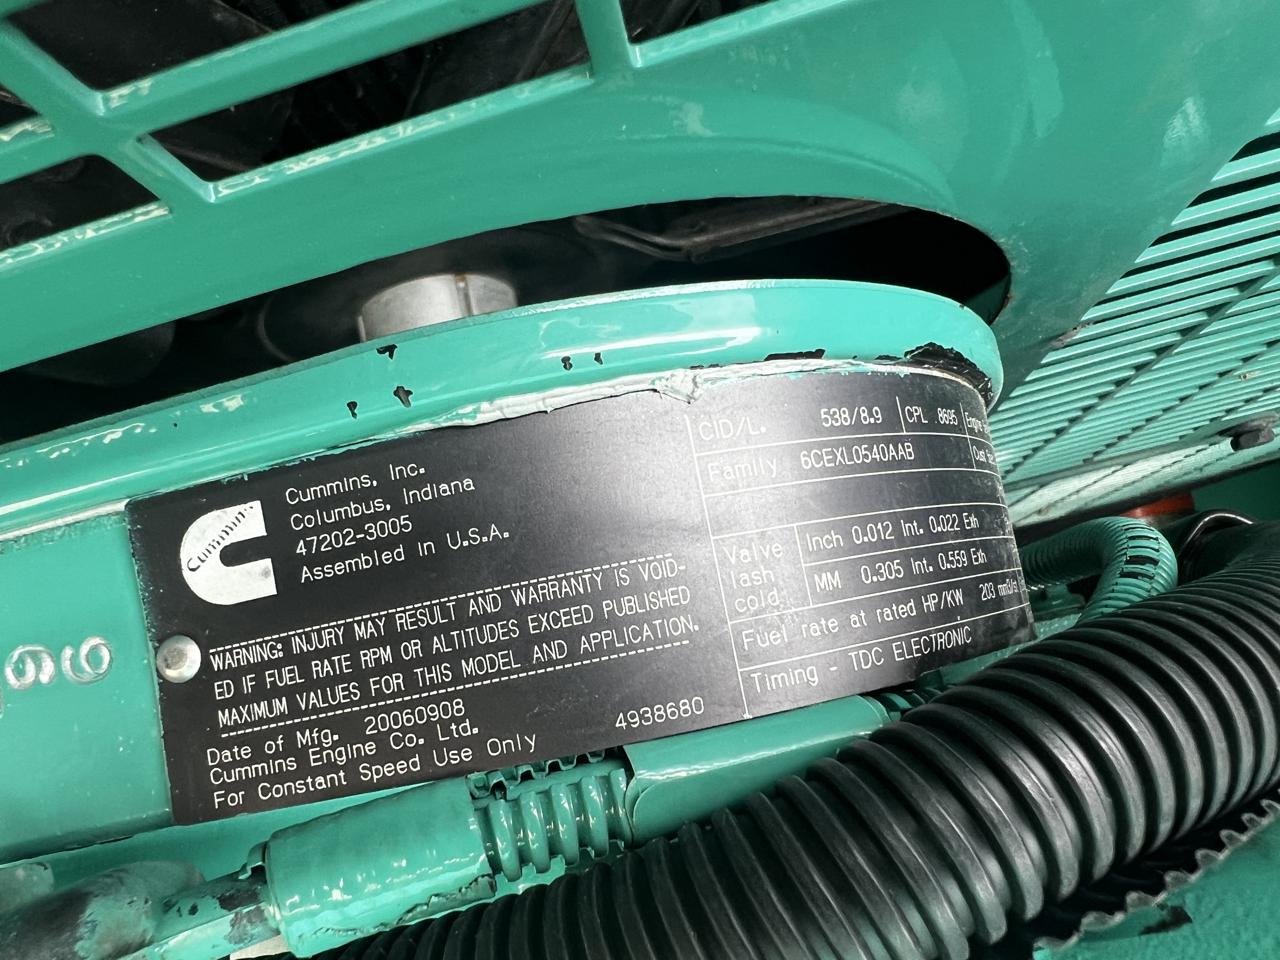 Cummins
Cummins, Inc.
Columbus, Indiana
47202-3005
Assembled in U.S.A.
WARNING: INJURY MAY RESULT AND WARRANTY IS VOID-
ED IF FUEL RATE RPM OR ALTITUDES EXCEED PUBLISHED
MAXIMUM VALUES FOR THIS MODEL AND APPLICATION.
Date of Mfg. 20060908
Cummins Engine Co. Ltd. 4938680
For Constant Speed Use Only
CID/L. 538/8.9 CPL 8695 Engine
Family 6CEXL0540AAB Cust
Valve lash cold
Inch 0.012 Int. 0.022 Exh
MM 0.305 Int. 0.559 Exh
Fuel rate at rated HP/KW 203
Timing - TDC ELECTRONIC